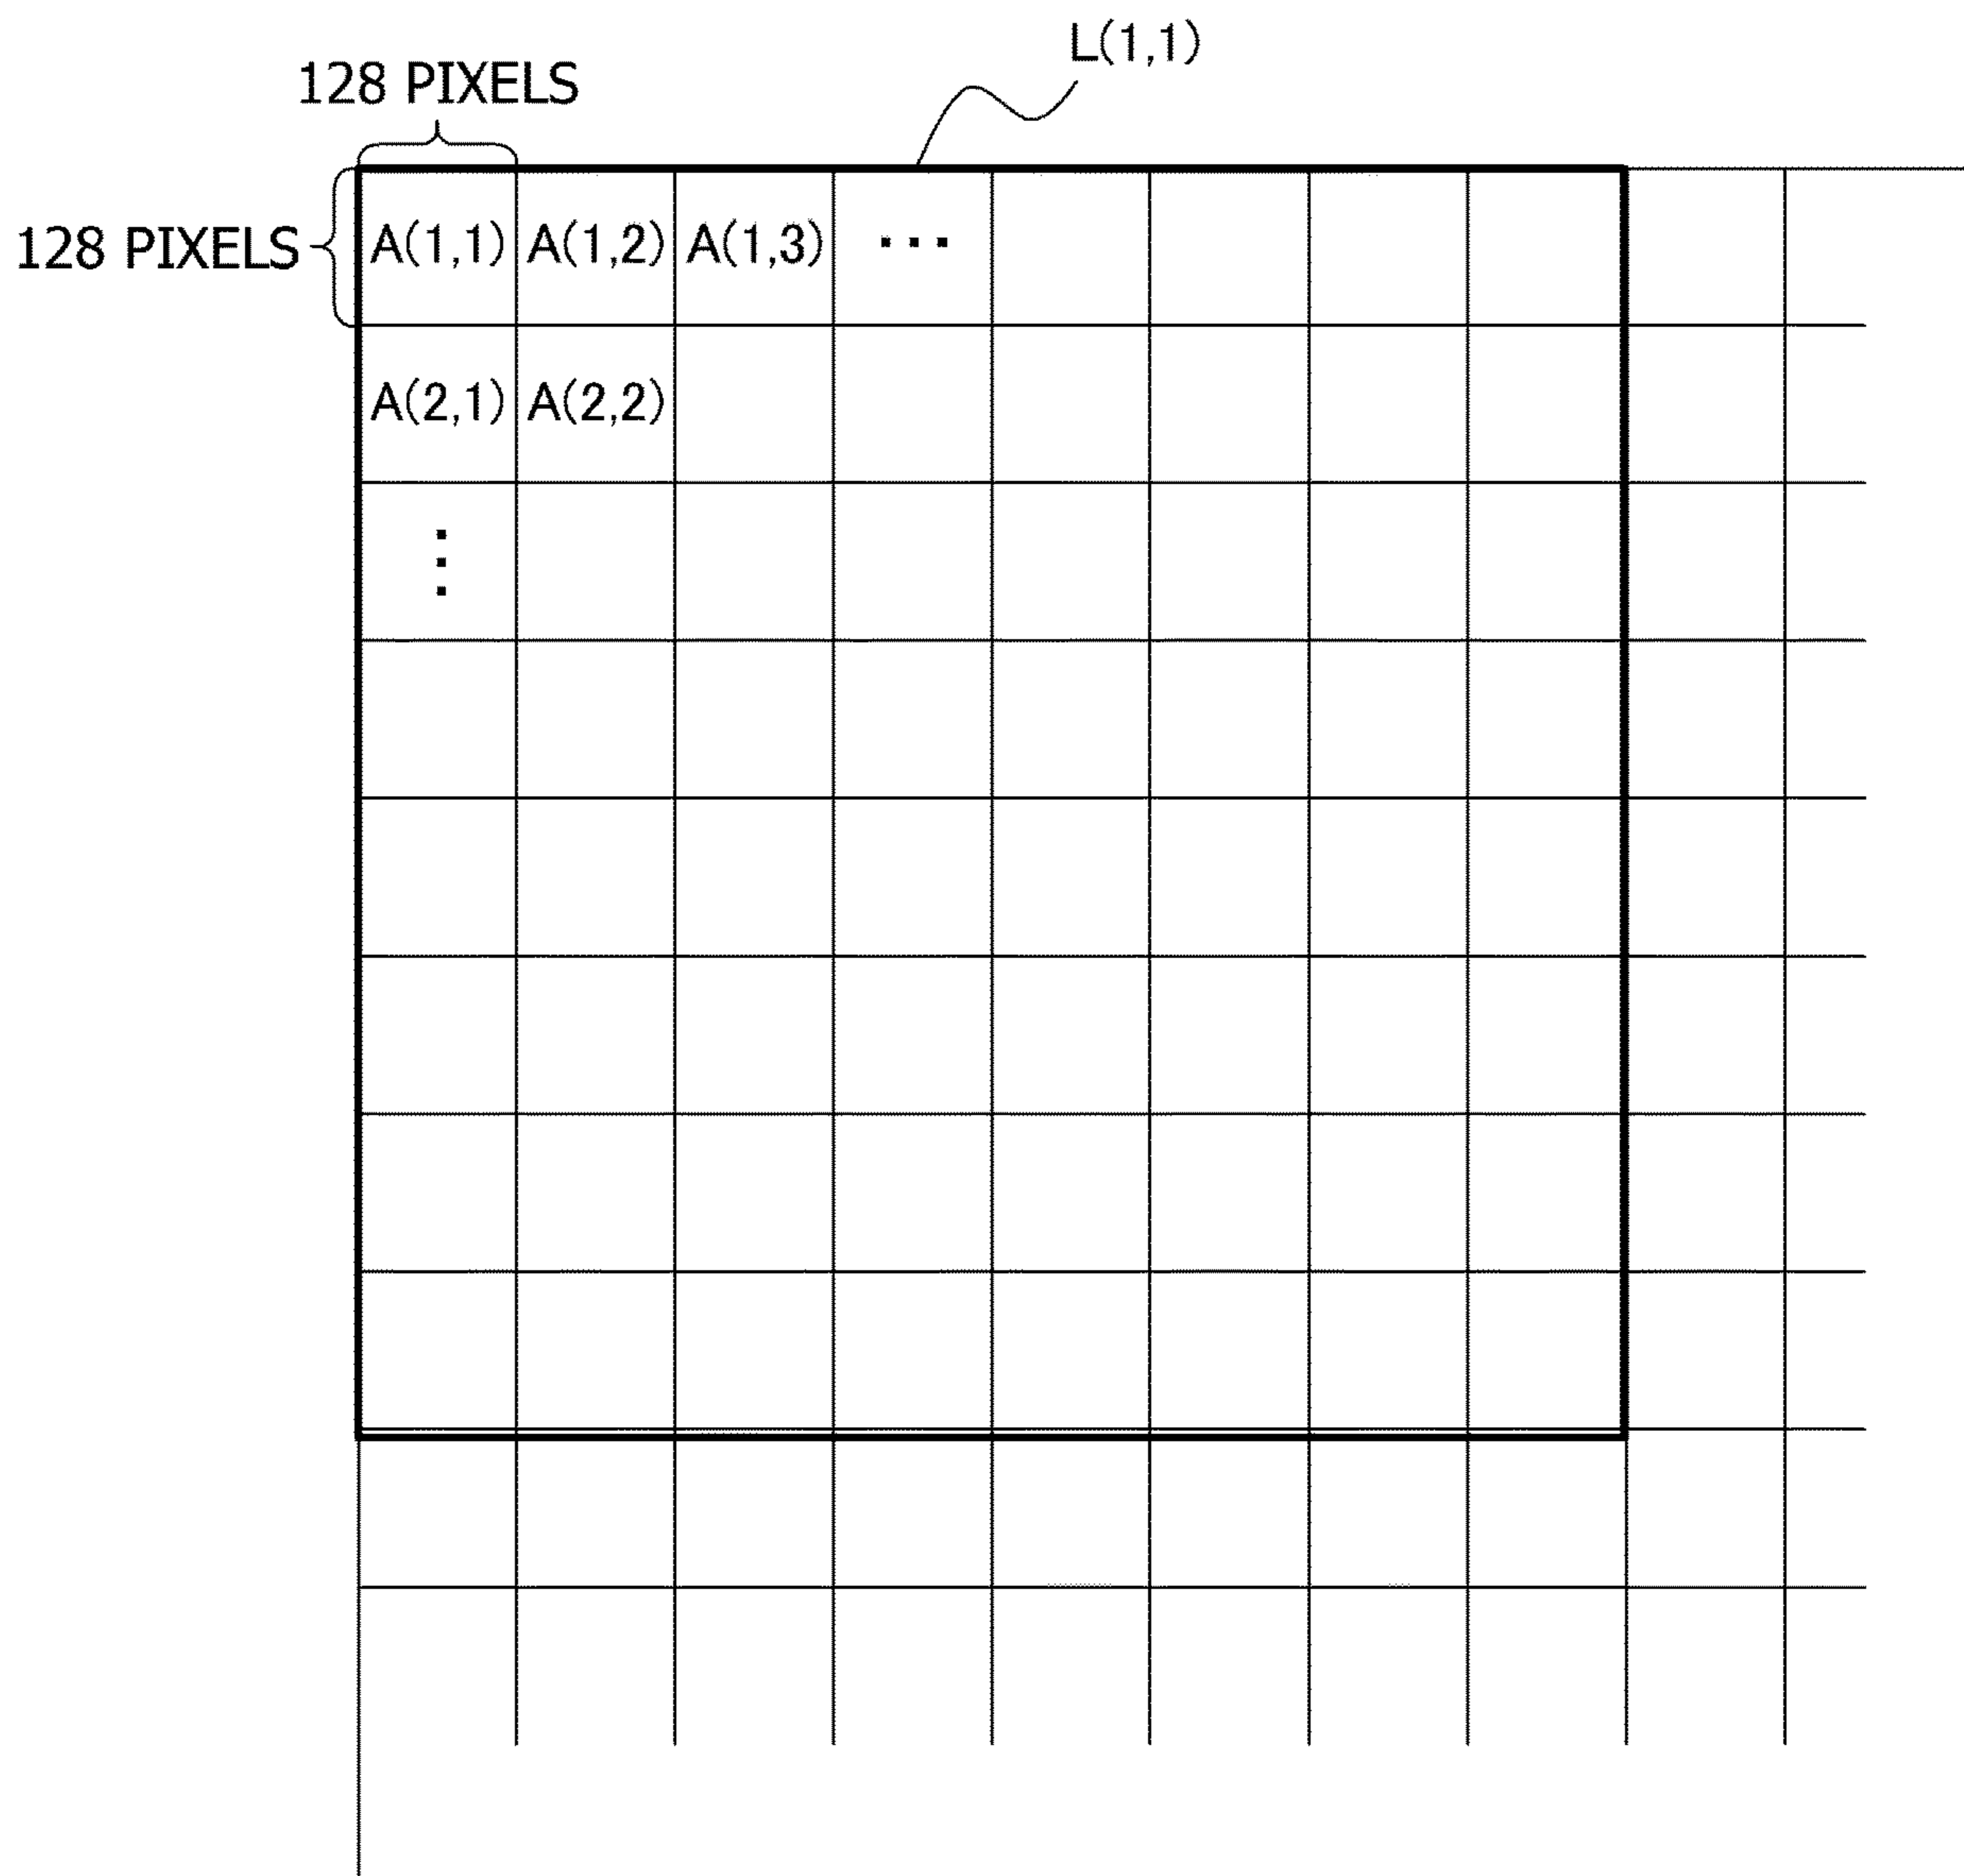 L(1,1)
128 PIXELS
128 PIXELS
A(1,1) A(1,2) A(1,3) ...
A(2,1) A(2,2)
⋮